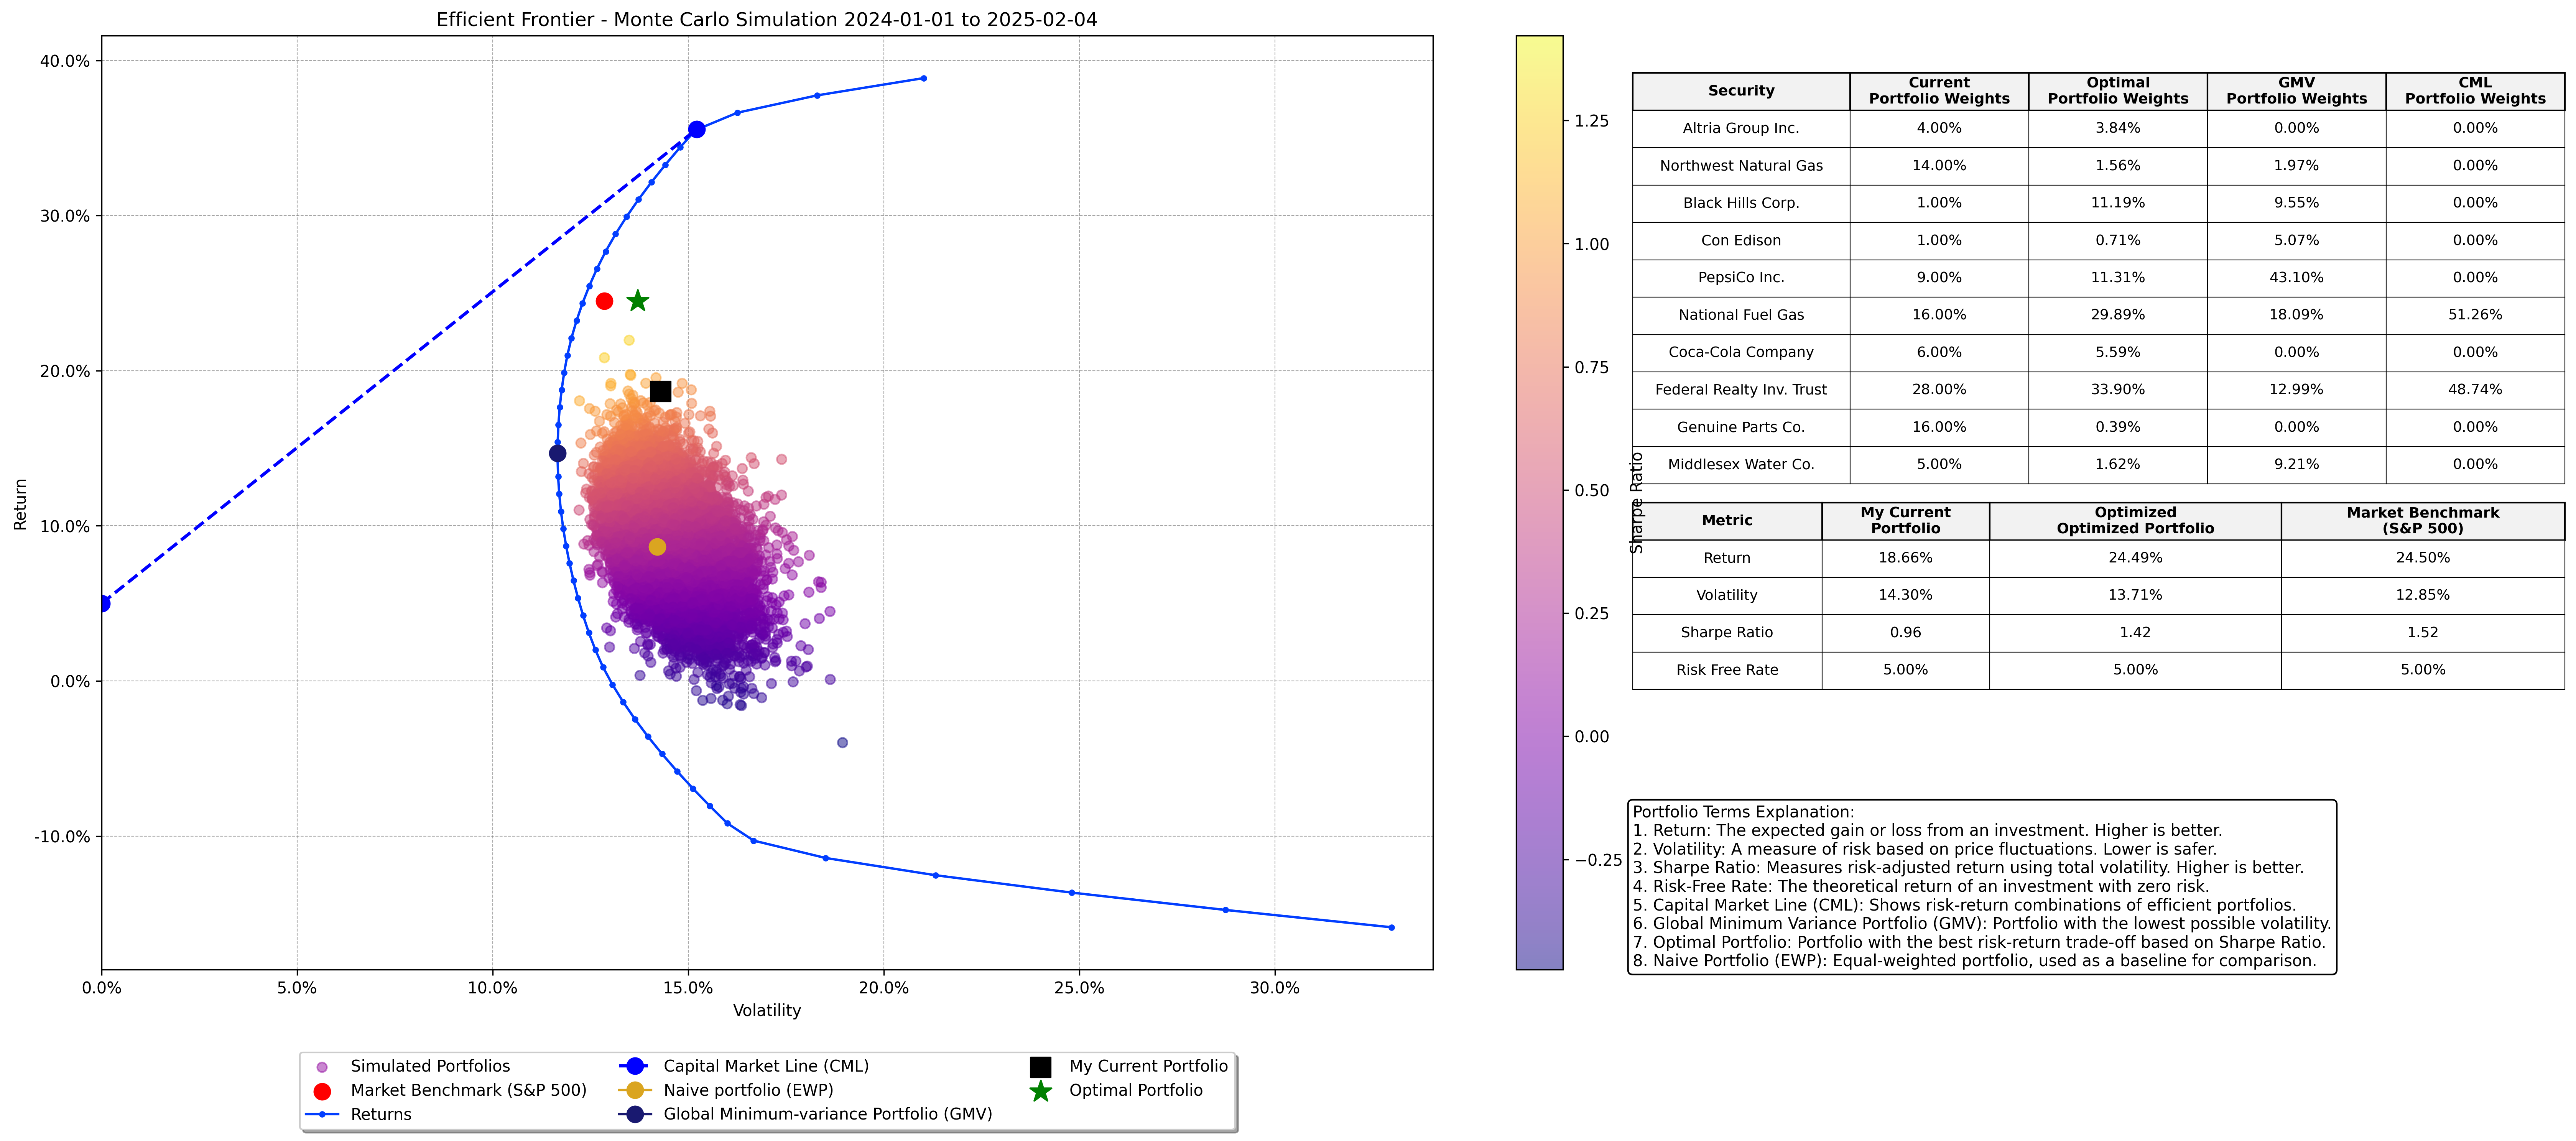 Efficient Frontier - Monte Carlo Simulation 2024-01-01 to 2025-02-04
40.0%
30.0%
20.0%
10.0%
0.0%
-10.0%
Return
0.0% 5.0% 10.0% 15.0% 20.0% 25.0% 30.0%
Volatility
Simulated Portfolios
Market Benchmark (S&P 500)
Returns
Capital Market Line (CML)
Naive portfolio (EWP)
Global Minimum-variance Portfolio (GMV)
My Current Portfolio
Optimal Portfolio
1.25
1.00
0.75
0.50
0.25
0.00
−0.25
Sharpe Ratio
Security Current Portfolio Weights Optimal Portfolio Weights GMV Portfolio Weights CML Portfolio Weights
Altria Group Inc. 4.00% 3.84% 0.00% 0.00%
Northwest Natural Gas 14.00% 1.56% 1.97% 0.00%
Black Hills Corp. 1.00% 11.19% 9.55% 0.00%
Con Edison 1.00% 0.71% 5.07% 0.00%
PepsiCo Inc. 9.00% 11.31% 43.10% 0.00%
National Fuel Gas 16.00% 29.89% 18.09% 51.26%
Coca-Cola Company 6.00% 5.59% 0.00% 0.00%
Federal Realty Inv. Trust 28.00% 33.90% 12.99% 48.74%
Genuine Parts Co. 16.00% 0.39% 0.00% 0.00%
Middlesex Water Co. 5.00% 1.62% 9.21% 0.00%
Metric My Current Portfolio Optimized Optimized Portfolio Market Benchmark (S&P 500)
Return 18.66% 24.49% 24.50%
Volatility 14.30% 13.71% 12.85%
Sharpe Ratio 0.96 1.42 1.52
Risk Free Rate 5.00% 5.00% 5.00%
Portfolio Terms Explanation:
1. Return: The expected gain or loss from an investment. Higher is better.
2. Volatility: A measure of risk based on price fluctuations. Lower is safer.
3. Sharpe Ratio: Measures risk-adjusted return using total volatility. Higher is better.
4. Risk-Free Rate: The theoretical return of an investment with zero risk.
5. Capital Market Line (CML): Shows risk-return combinations of efficient portfolios.
6. Global Minimum Variance Portfolio (GMV): Portfolio with the lowest possible volatility.
7. Optimal Portfolio: Portfolio with the best risk-return trade-off based on Sharpe Ratio.
8. Naive Portfolio (EWP): Equal-weighted portfolio, used as a baseline for comparison.